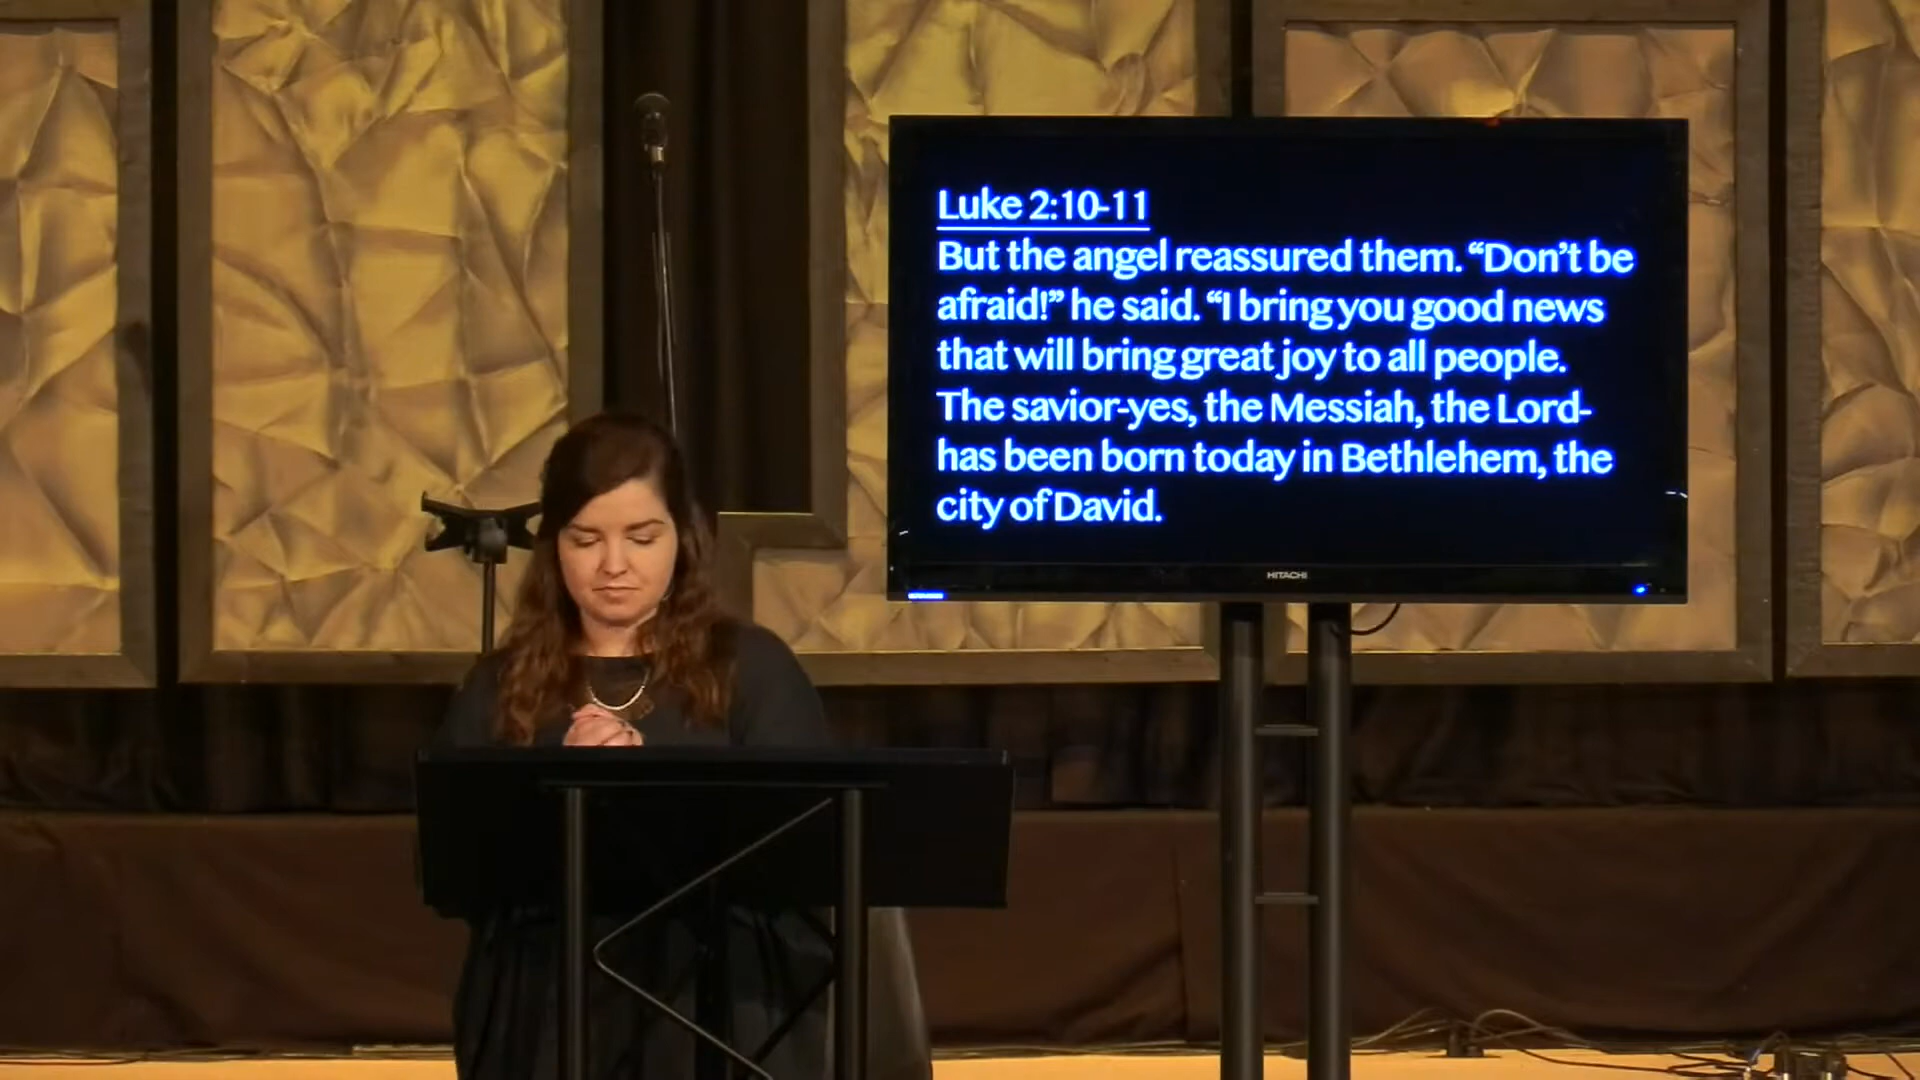 Luke 2:10-11
But the angel reassured them. “Don’t be
afraid!” he said. “I bring you good news
that will bring great joy to all people.
The savior-yes, the Messiah, the Lord-
has been born today in Bethlehem, the
city of David.
HITACHI